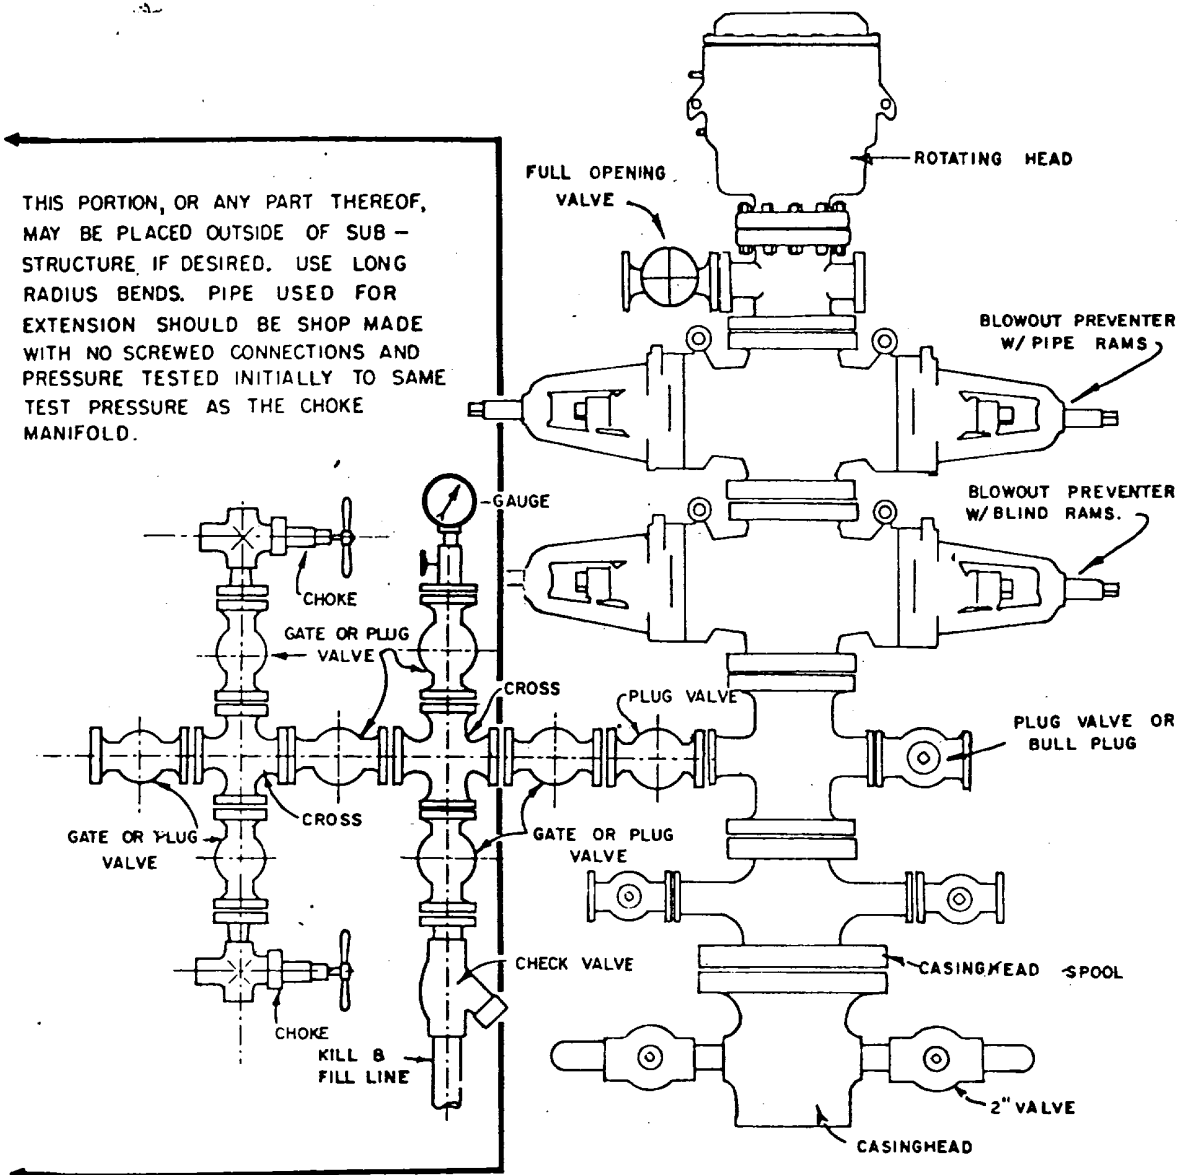 ROTATING HEAD
FULL OPENING
VALVE
THIS PORTION, OR ANY PART THEREOF,
MAY BE PLACED OUTSIDE OF SUB-
STRUCTURE IF DESIRED. USE LONG
RADIUS BENDS. PIPE USED FOR
EXTENSION SHOULD BE SHOP MADE
WITH NO SCREWED CONNECTIONS AND
PRESSURE TESTED INITIALLY TO SAME
TEST PRESSURE AS THE CHOKE
MANIFOLD.
BLOWOUT PREVENTER
W/ PIPE RAMS
GAUGE
BLOWOUT PREVENTER
W/BLIND RAMS.
CHOKE
GATE OR PLUG
VALVE
CROSS
PLUG VALVE
PLUG VALVE OR
BULL PLUG
CROSS
GATE OR PLUG
VALVE
GATE OR PLUG
VALVE
CHECK VALVE
CASINGHEAD SPOOL
CHOKE
KILL &
FILL LINE
2" VALVE
CASINGHEAD